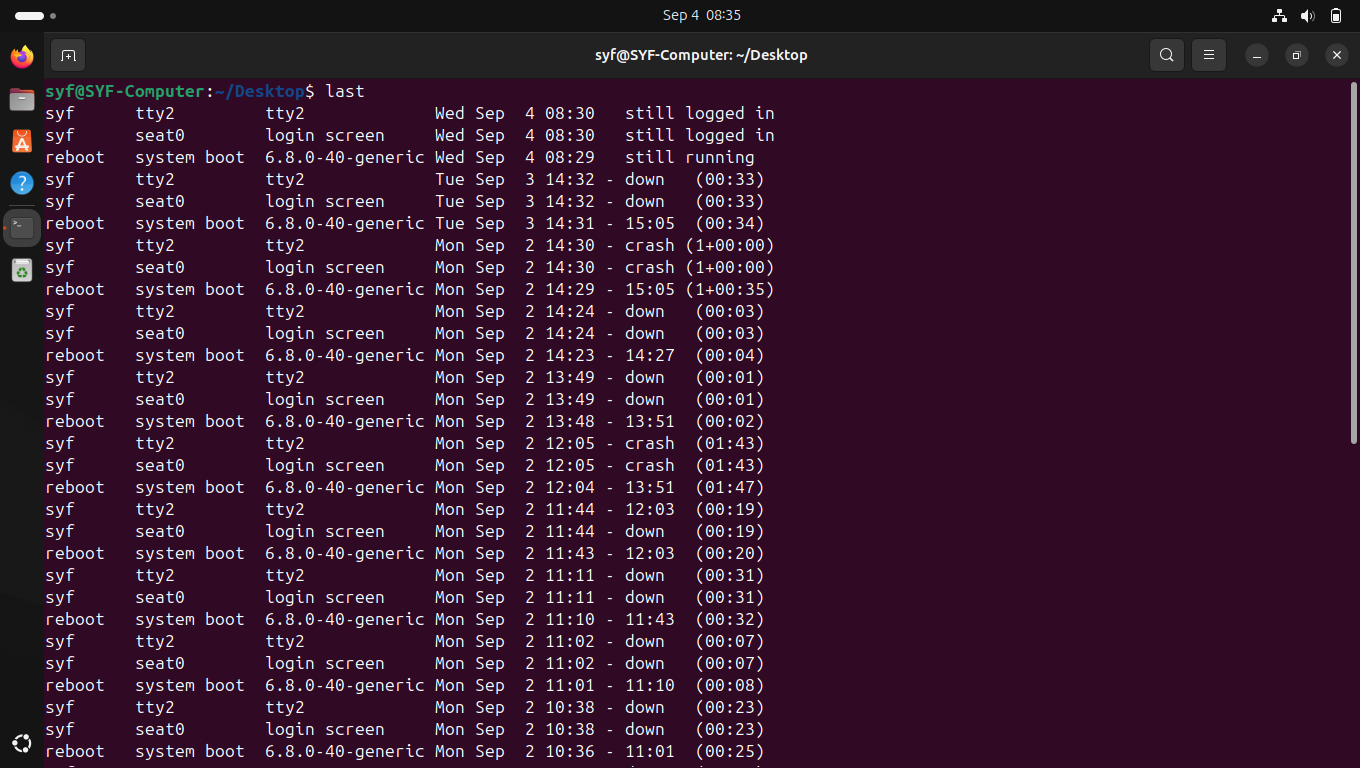 Sep 4 08:35
syf@SYF-Computer: ~/Desktop
syf@SYF-Computer:~/Desktop$ last
syf      tty2         tty2             Wed Sep  4 08:30   still logged in
syf      seat0        login screen     Wed Sep  4 08:30   still logged in
reboot   system boot  6.8.0-40-generic Wed Sep  4 08:29   still running
syf      tty2         tty2             Tue Sep  3 14:32 - down   (00:33)
syf      seat0        login screen     Tue Sep  3 14:32 - down   (00:33)
reboot   system boot  6.8.0-40-generic Tue Sep  3 14:31 - 15:05  (00:34)
syf      tty2         tty2             Mon Sep  2 14:30 - crash (1+00:00)
syf      seat0        login screen     Mon Sep  2 14:30 - crash (1+00:00)
reboot   system boot  6.8.0-40-generic Mon Sep  2 14:29 - 15:05 (1+00:35)
syf      tty2         tty2             Mon Sep  2 14:24 - down   (00:03)
syf      seat0        login screen     Mon Sep  2 14:24 - down   (00:03)
reboot   system boot  6.8.0-40-generic Mon Sep  2 14:23 - 14:27  (00:04)
syf      tty2         tty2             Mon Sep  2 13:49 - down   (00:01)
syf      seat0        login screen     Mon Sep  2 13:49 - down   (00:01)
reboot   system boot  6.8.0-40-generic Mon Sep  2 13:48 - 13:51  (00:02)
syf      tty2         tty2             Mon Sep  2 12:05 - crash  (01:43)
syf      seat0        login screen     Mon Sep  2 12:05 - crash  (01:43)
reboot   system boot  6.8.0-40-generic Mon Sep  2 12:04 - 13:51  (01:47)
syf      tty2         tty2             Mon Sep  2 11:44 - 12:03  (00:19)
syf      seat0        login screen     Mon Sep  2 11:44 - down   (00:19)
reboot   system boot  6.8.0-40-generic Mon Sep  2 11:43 - 12:03  (00:20)
syf      tty2         tty2             Mon Sep  2 11:11 - down   (00:31)
syf      seat0        login screen     Mon Sep  2 11:11 - down   (00:31)
reboot   system boot  6.8.0-40-generic Mon Sep  2 11:10 - 11:43  (00:32)
syf      tty2         tty2             Mon Sep  2 11:02 - down   (00:07)
syf      seat0        login screen     Mon Sep  2 11:02 - down   (00:07)
reboot   system boot  6.8.0-40-generic Mon Sep  2 11:01 - 11:10  (00:08)
syf      tty2         tty2             Mon Sep  2 10:38 - down   (00:23)
syf      seat0        login screen     Mon Sep  2 10:38 - down   (00:23)
reboot   system boot  6.8.0-40-generic Mon Sep  2 10:36 - 11:01  (00:25)